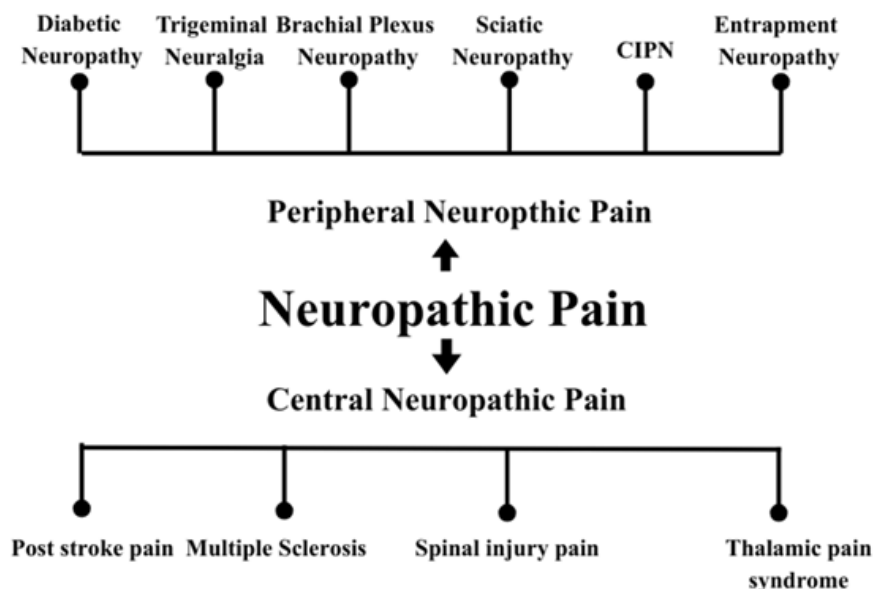 Diabetic
Neuropathy
Trigeminal
Neuralgia
Brachial Plexus
Neuropathy
Sciatic
Neuropathy
CIPN
Entrapment
Neuropathy
Peripheral Neuropthic Pain
Neuropathic Pain
Central Neuropathic Pain
Post stroke pain
Multiple Sclerosis
Spinal injury pain
Thalamic pain
syndrome